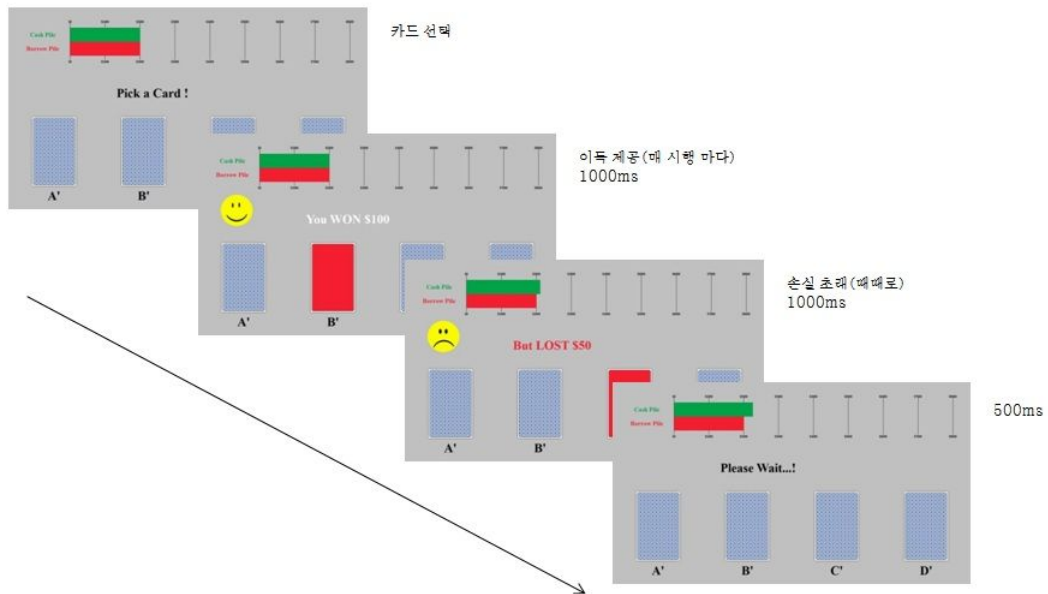 카드 선택
Cash Pile
Borrow Pile
Pick a Card !
A'
B'
이득 제공(매 시행 마다)
1000ms
Cash Pile
Borrow Pile
You WON $100
A'
B'
손실 초래(때때로)
1000ms
Cash Pile
Borrow Pile
But LOST $50
A'
B'
500ms
Cash Pile
Borrow Pile
Please Wait...!
A'
B'
C'
D'